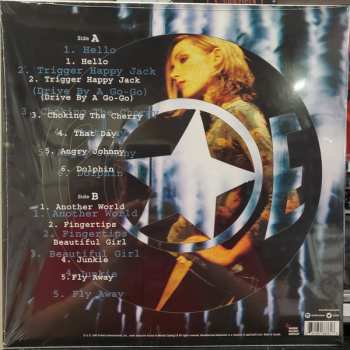 Side A
1. Hello
1. Hello
2. Trigger Happy Jack
2. Trigger Happy Jack
(Drive By A Go-Go)
(Drive By A Go-Go)
3. Choking The Cherry
4. That Day
5. Angry Johnny
6. Dolphin
Dolphin
Side B
1. Another World
1. Another World
2. Fingertips
2. Fingertips
Beautiful Girl
3. Beautiful Girl
4. Junkie
4. Junkie
5. Fly Away
5. Fly Away